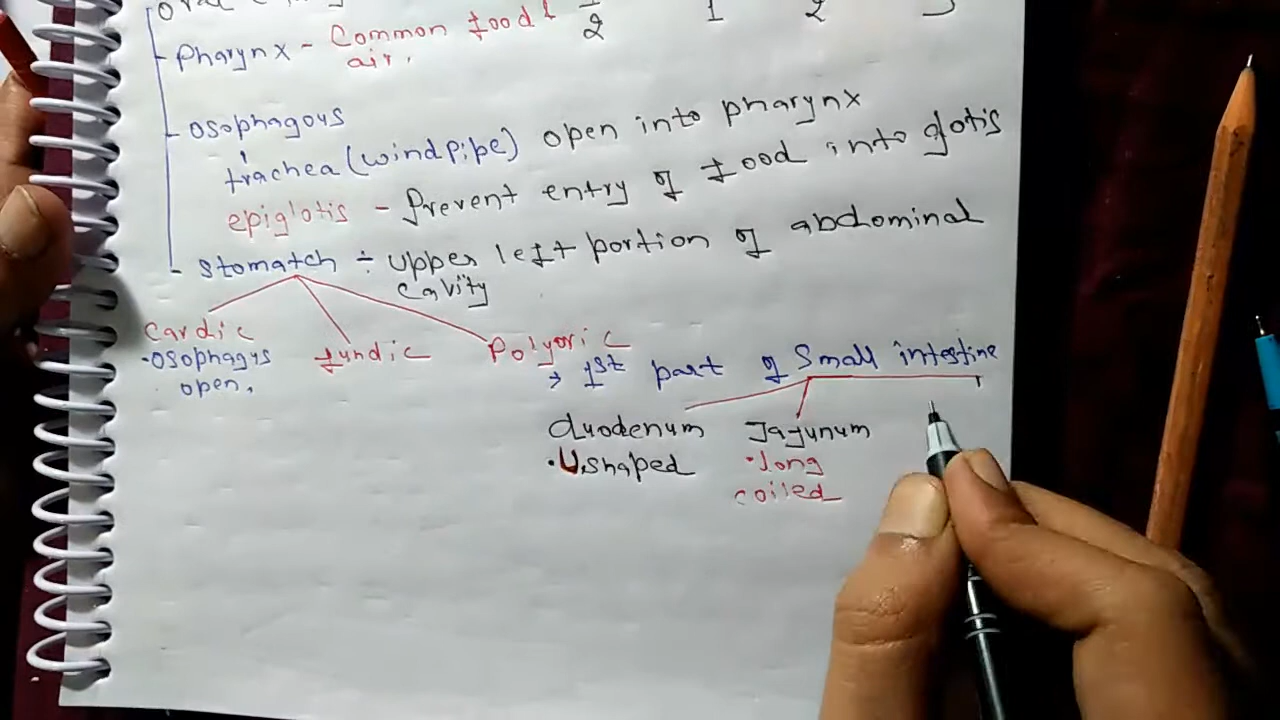 Pharynx - Common food &
air.
1/2 1 2 3
Osophagous
trachea (windpipe) open into pharynx
epiglotis - Prevent entry of food into glotis
Stomatch ÷ upper left portion of abdominal
cavity
Cardic fundic Polyoric
•Osophagys
open.
→ 1st part of Small intestine
duodenum Jajunum
•U shaped •long
coiled